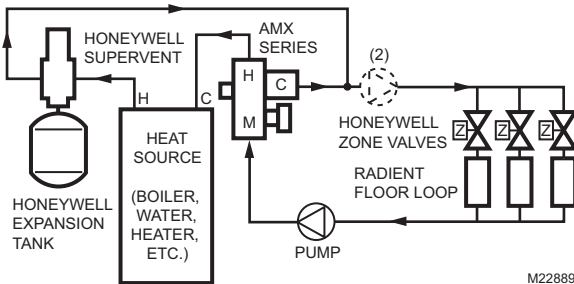 HONEYWELL
SUPERVENT
AMX
SERIES
(2)
H
C
H
C
M
Z
Z
Z
HONEYWELL
ZONE VALVES
HEAT
SOURCE
(BOILER,
WATER,
HEATER,
ETC.)
RADIENT
FLOOR LOOP
HONEYWELL
EXPANSION
TANK
PUMP
M22889